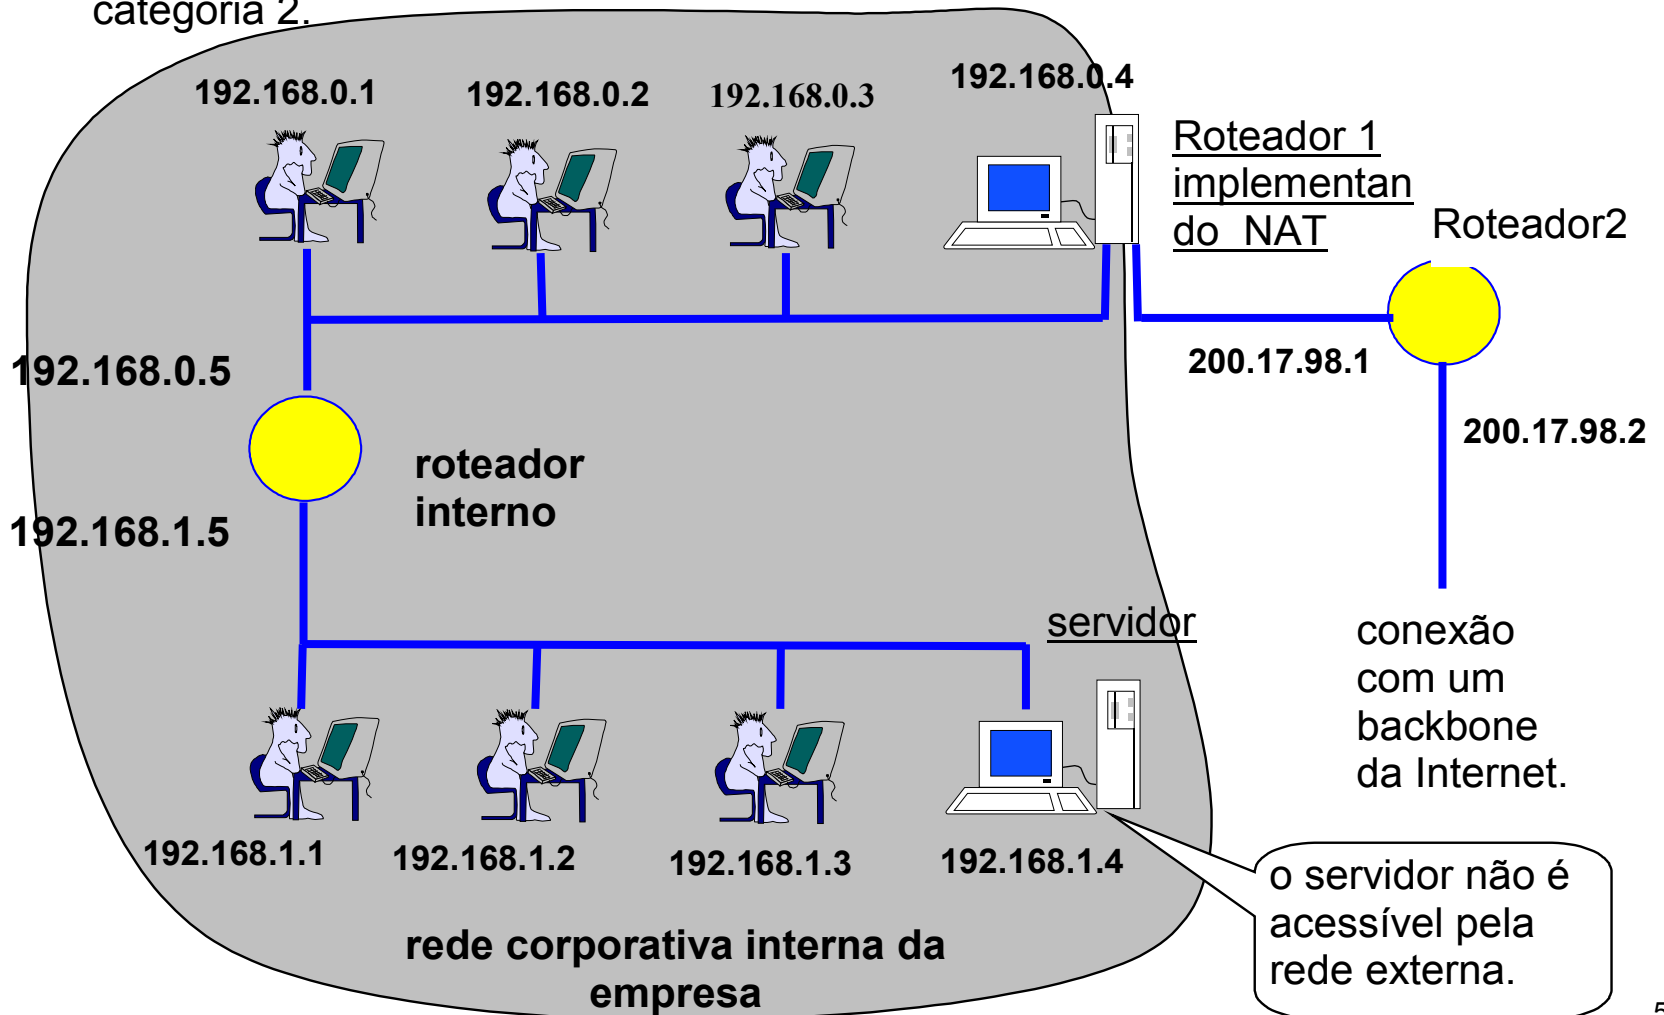 categoria 2.
192.168.0.1
192.168.0.2
192.168.0.3
192.168.0.4
Roteador 1
implementan
do NAT
Roteador2
192.168.0.5
200.17.98.1
200.17.98.2
roteador
interno
192.168.1.5
servidor
conexão
com um
backbone
da Internet.
192.168.1.1
192.168.1.2
192.168.1.3
192.168.1.4
o servidor não é
acessível pela
rede externa.
rede corporativa interna da
empresa
5